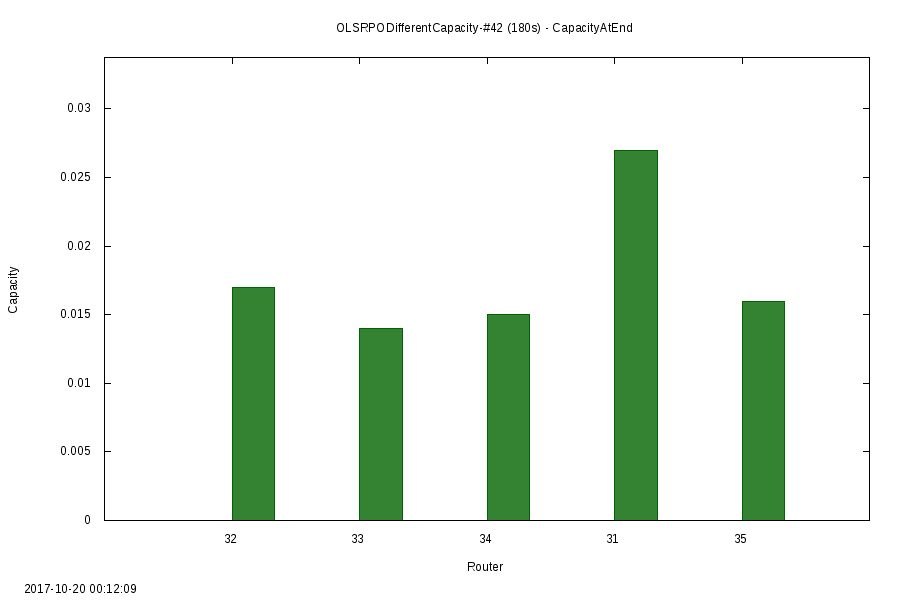 OLSRPODifferentCapacity-#42 (180s) - CapacityAtEnd
0.03
0.025
0.02
0.015
0.01
0.005
0
Capacity
32 33 34 31 35
Router
2017-10-20 00:12:09